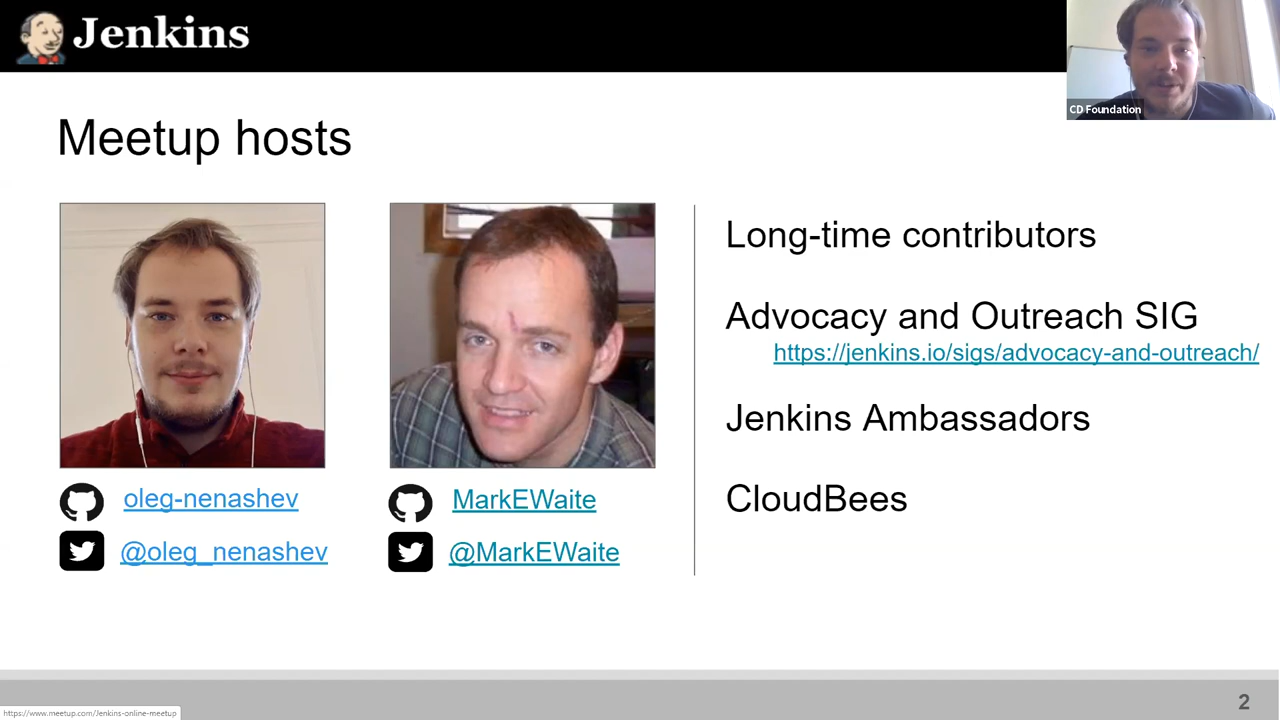 Jenkins
CD Foundation
Meetup hosts
oleg-nenashev
@oleg_nenashev
MarkEWaite
@MarkEWaite
Long-time contributors
Advocacy and Outreach SIG
https://jenkins.io/sigs/advocacy-and-outreach/
Jenkins Ambassadors
CloudBees
2
https://www.meetup.com/Jenkins-online-meetup